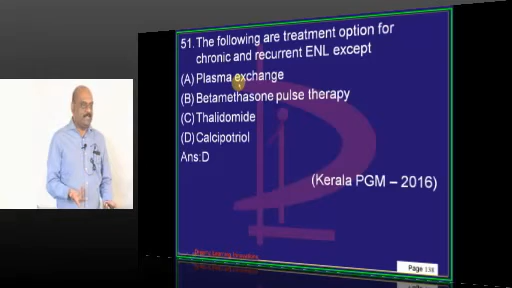 51. The following are treatment option for
chronic and recurrent ENL except
(A) Plasma exchange
(B) Betamethasone pulse therapy
(C) Thalidomide
(D) Calcipotriol
Ans:D
(Kerala PGM – 2016)
Page 138